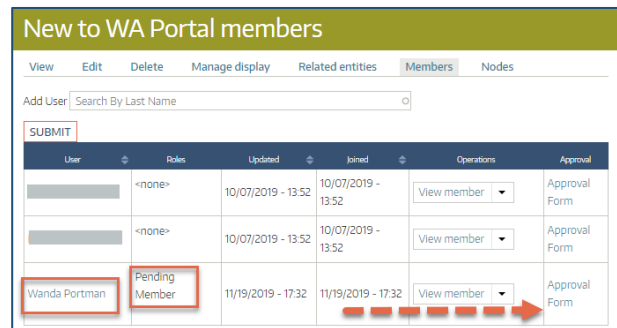 New to WA Portal members
View Edit Delete Manage display Related entities Members Nodes
Add User Search By Last Name
SUBMIT
User Roles Updated Joined Operations Approval
<none> 10/07/2019 - 13:52 10/07/2019 - View member Approval
13:52 Form
<none> 10/07/2019 - 13:52 10/07/2019 - View member Approval
13:52 Form
Wanda Portman Pending 11/19/2019 - 17:32 11/19/2019 - 17:32 View member Approval
Member Form